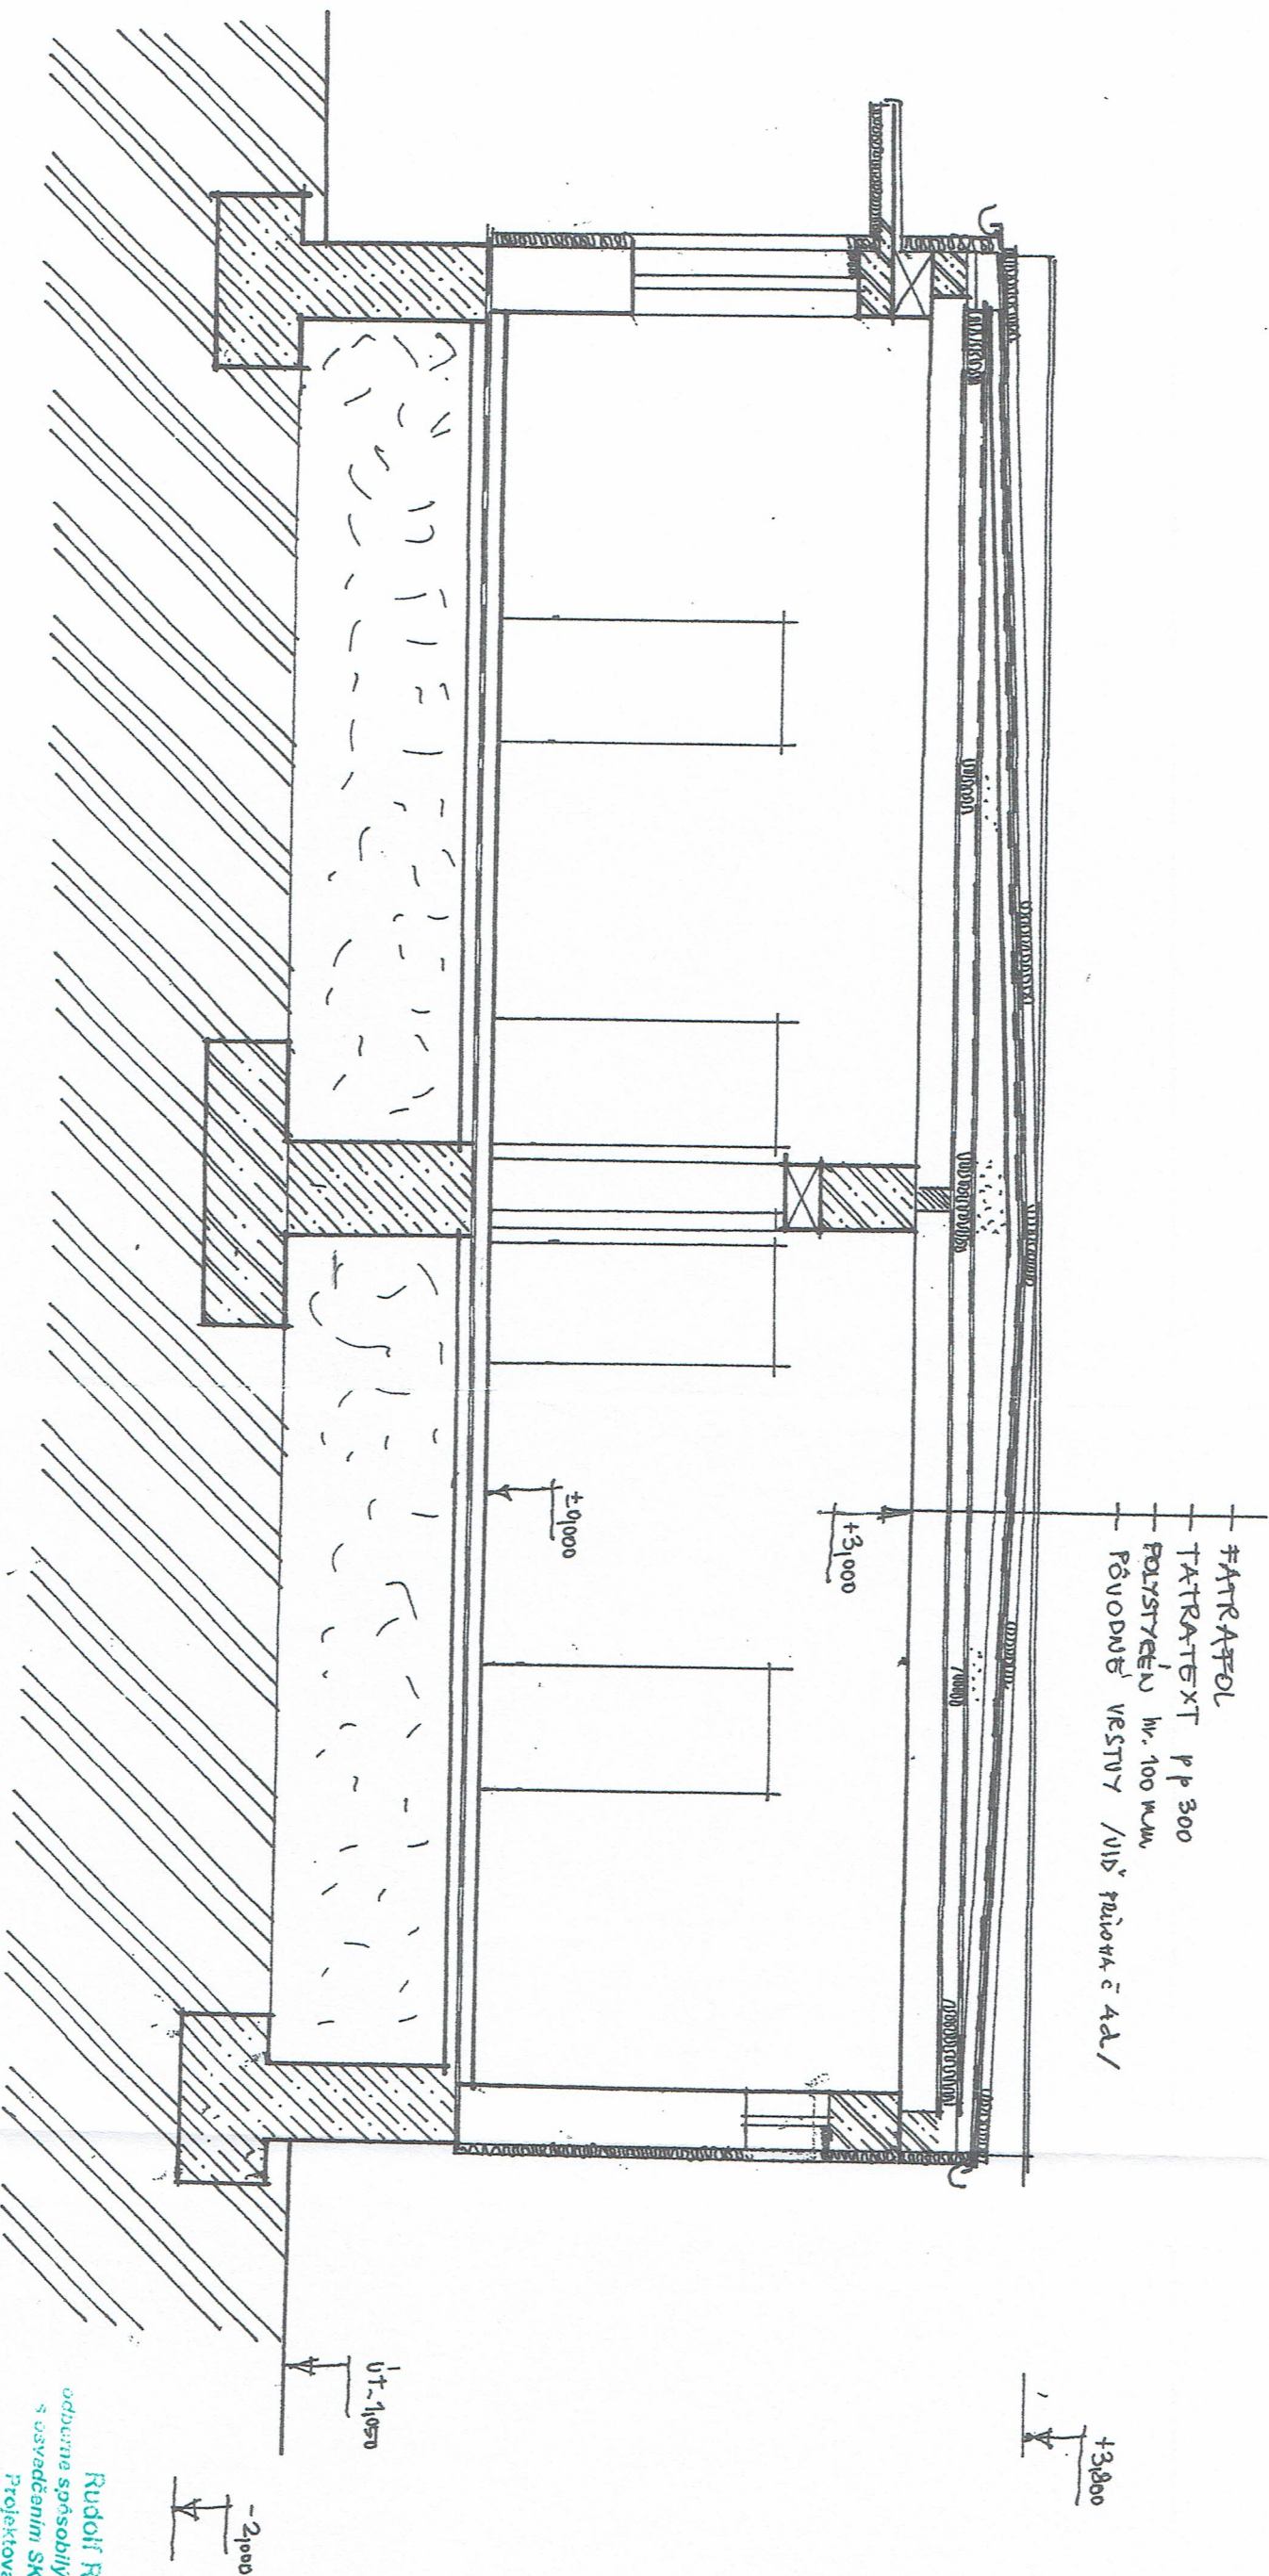 FATRAFOL
TATRATEXT pp 300
POLYSTYRÉN hr. 100 mm
PÔVODNÉ VRSTVY /VIĎ PRÍLOHA Č 4d/
+3,000
±0,000
+3,800
ÚT-1,050
-2,000
Rudolf
odborne spôsobilý
s osvedčením SK